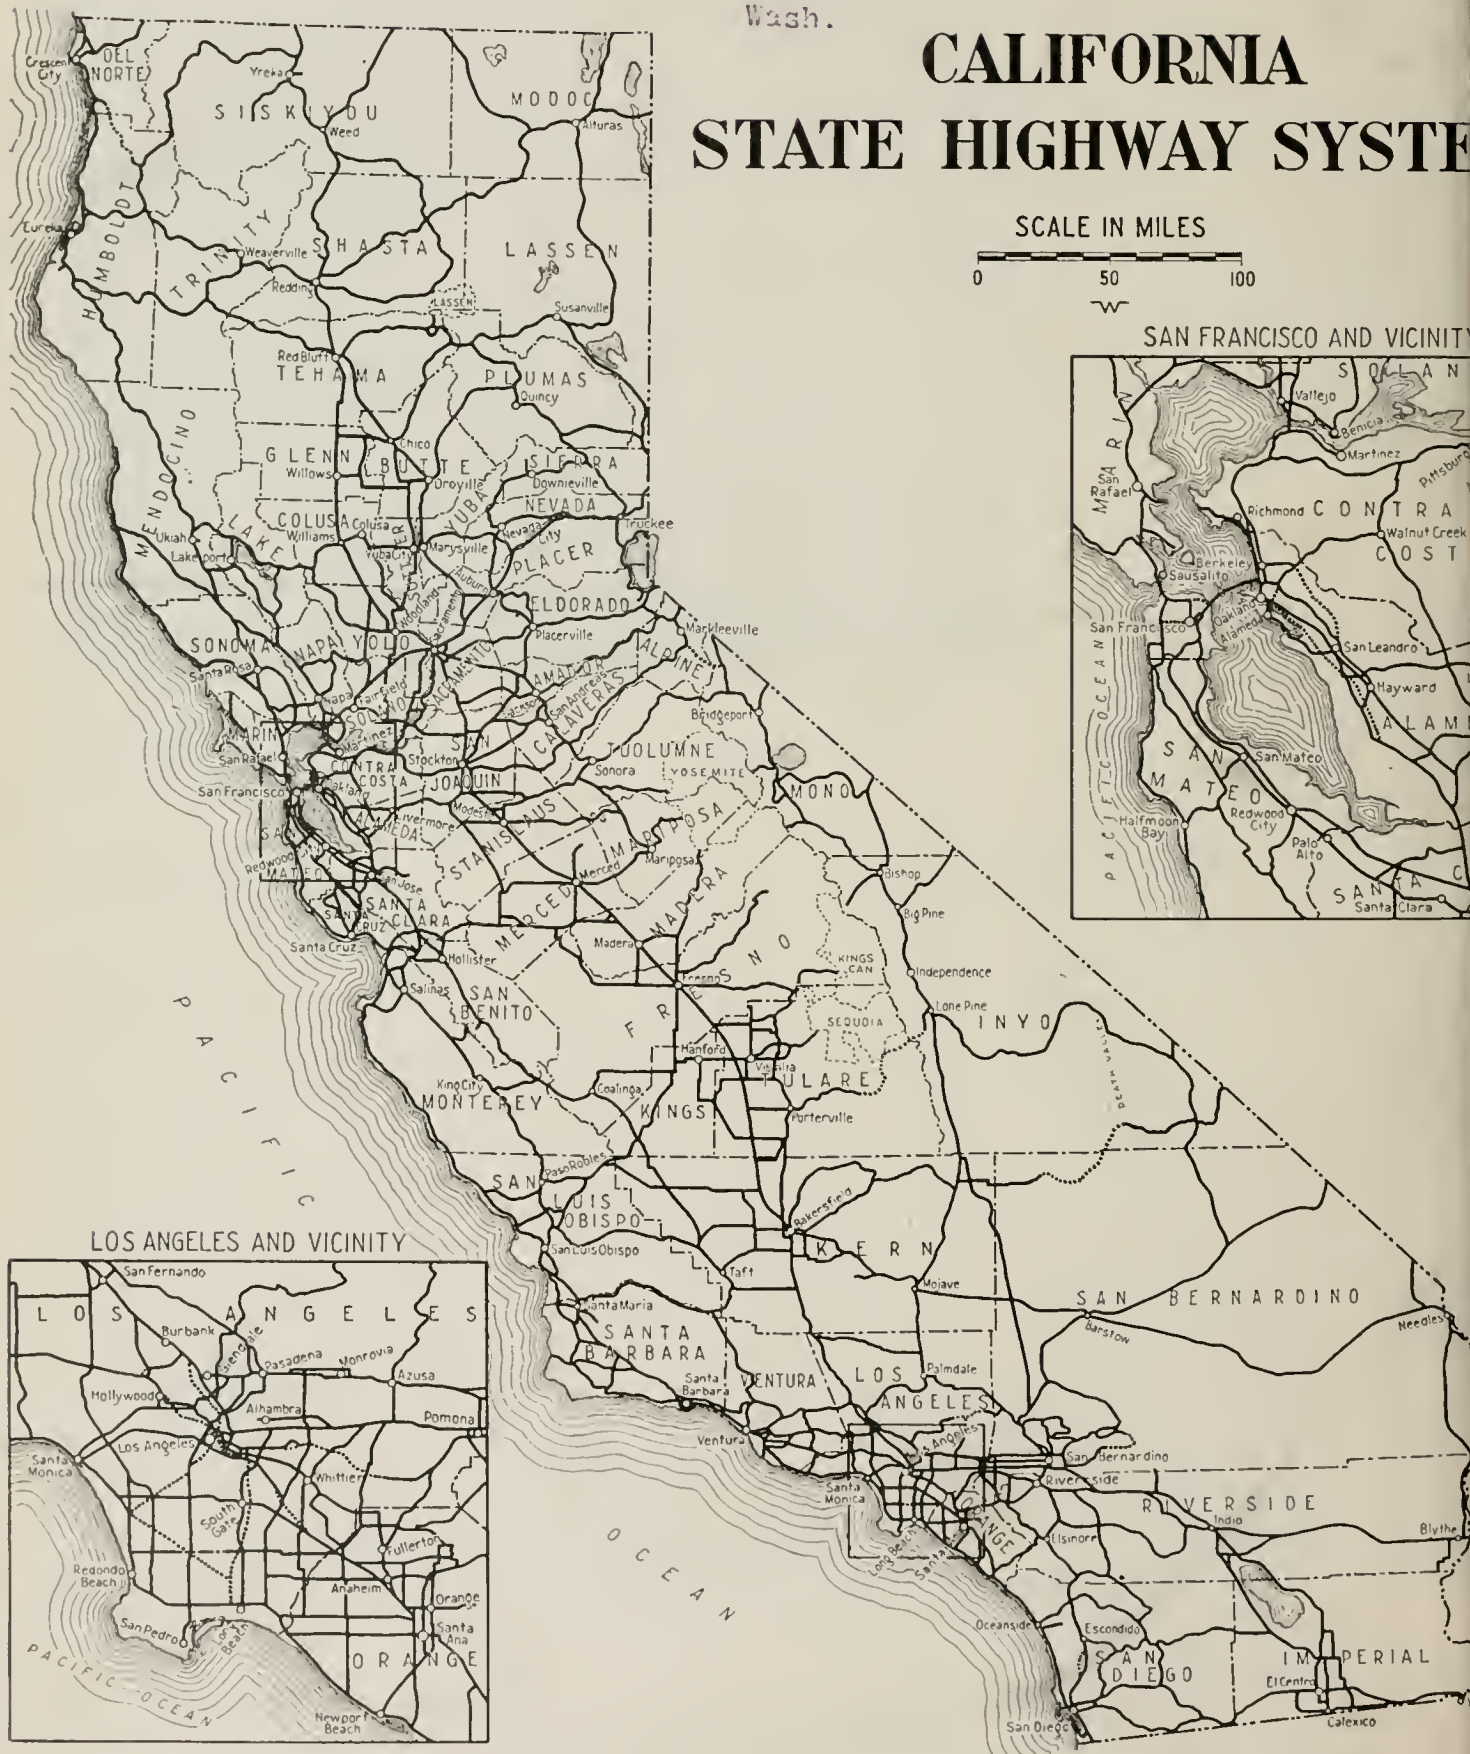 Wash.
CALIFORNIA
STATE HIGHWAY SYSTE
SCALE IN MILES
0 50 100
Crescent
City
DEL
NORTE
Yreka
SISKIYOU
Weed
MODOC
Alturas
Eureka
HUMBOLDT
TRINITY
Weaverville
SHASTA
Redding
LASSEN
LASSEN
Susanville
Red Bluff
TEHAMA
PLUMAS
Quincy
MENDOCINO
GLENN
Willows
Chico
BUTTE
Oroville
SIERRA
Downieville
YUBA
NEVADA
Nevada
City
Truckee
COLUSA
Colusa
Williams
Ukiah
LAKE
Lakeport
Yuba City
SUTTER
Marysville
PLACER
Auburn
Woodland
Sacramento
ELDORADO
Placerville
Markleeville
ALPINE
SONOMA
Santa Rosa
NAPA
YOLO
Napa
Fairfield
SOLANO
SACRAMENTO
AMADOR
Jackson
San Andreas
CALAVERAS
Bridgeport
MARIN
San Rafael
Martinez
CONTRA
COSTA
Stockton
SAN
JOAQUIN
TUOLUMNE
Sonora
YOSEMITE
MONO
San Francisco
Oakland
ALAMEDA
Livermore
Modesto
STANISLAUS
MARIPOSA
Mariposa
SAN
MATEO
Redwood City
San Jose
SANTA
CLARA
SANTA
CRUZ
Santa Cruz
Merced
MERCED
MADERA
Madera
Bishop
Big Pine
Hollister
Salinas
SAN
BENITO
Fresno
FRESNO
KINGS
CAN
SEQUOIA
Independence
Lone Pine
INYO
DEATH VALLEY
King City
MONTEREY
Coalinga
Hanford
KINGS
Visalia
TULARE
Porterville
PACIFIC
OCEAN
Paso Robles
SAN
LUIS
OBISPO
San Luis Obispo
Bakersfield
KERN
Taft
Mojave
Santa Maria
SANTA
BARBARA
Santa
Barbara
VENTURA
Ventura
LOS
ANGELES
Palmdale
Los Angeles
Santa
Monica
Long Beach
Santa
ORANGE
SAN BERNARDINO
Barstow
Needles
San Bernardino
Riverside
RIVERSIDE
Indio
Blythe
Elsinore
Oceanside
Escondido
SAN
DIEGO
San Diego
IMPERIAL
El Centro
Calexico
SAN FRANCISCO AND VICINITY
SOLAN
MARIN
Vallejo
Benicia
Martinez
Pittsburg
San
Rafael
Richmond
CONTRA
Walnut Creek
COST
Berkeley
Sausalito
San Francisco
Oakland
Alameda
San Leandro
Hayward
ALAM
PACIFIC OCEAN
SAN
MATEO
San Mateo
Halfmoon
Bay
Redwood
City
Palo
Alto
SANTA C
Santa Clara
LOS ANGELES AND VICINITY
San Fernando
LOS ANGELES
Burbank
Glendale
Pasadena
Monrovia
Azusa
Hollywood
Alhambra
Pomona
Los Angeles
Santa
Monica
Whittier
South
Gate
Fullerton
Redondo
Beach
Anaheim
Orange
San Pedro
Long
Beach
Santa
Ana
ORANGE
PACIFIC OCEAN
Newport
Beach